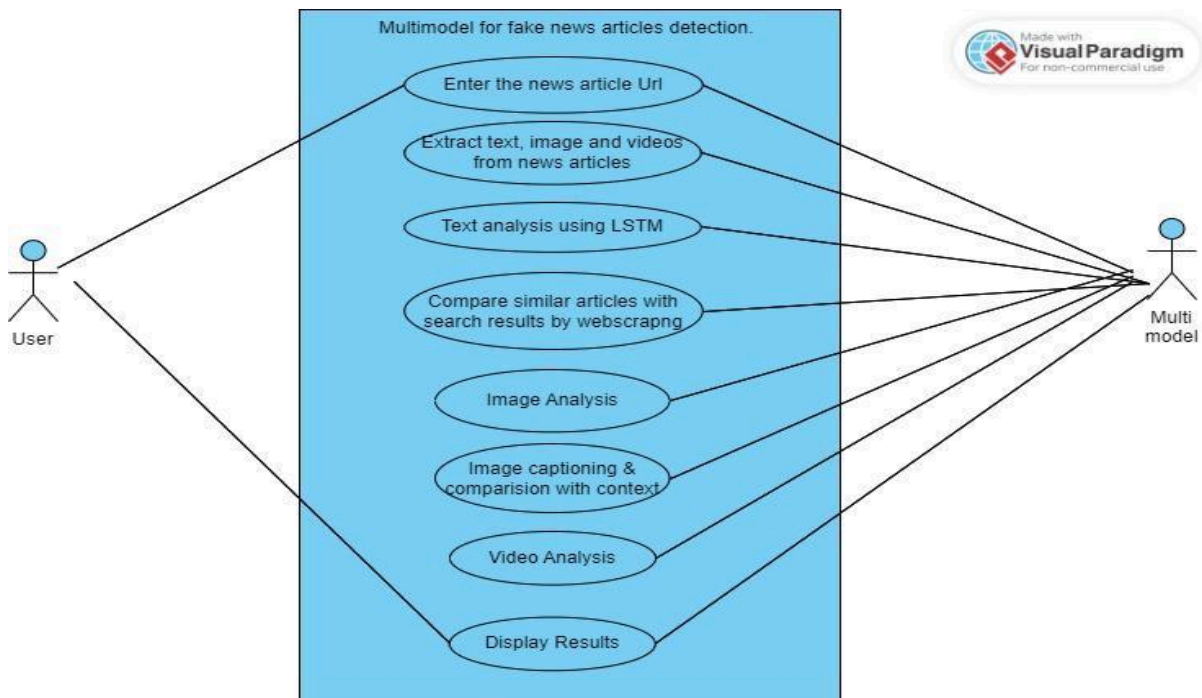 Multimodel for fake news articles detection.
Made with
Visual Paradigm
For non-commercial use
Enter the news article Url
Extract text, image and videos
from news articles
Text analysis using LSTM
Compare similar articles with
search results by webscrapng
User
Multi
model
Image Analysis
Image captioning &
comparision with context
Video Analysis
Display Results